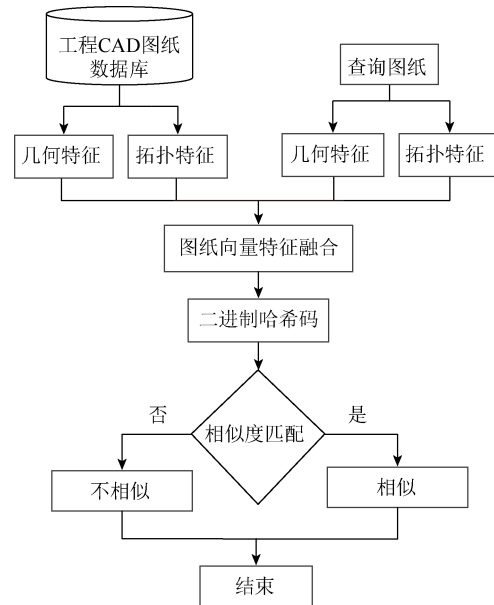 工程CAD图纸
数据库
查询图纸
几何特征
拓扑特征
几何特征
拓扑特征
图纸向量特征融合
二进制哈希码
否
相似度匹配
是
不相似
相似
结束